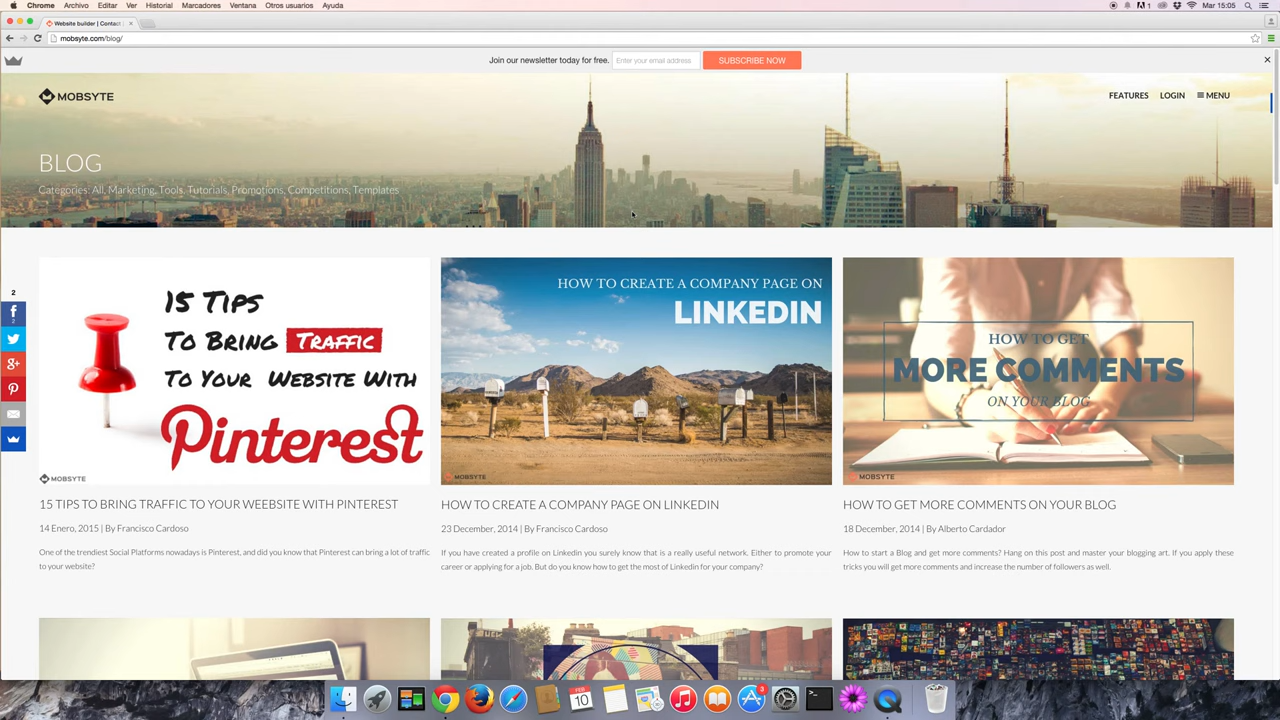 Chrome Archivo Editar Ver Historial Marcadores Ventana Otros usuarios Ayuda
1 Mar 15:05
Website builder | Contact
mobsyte.com/blog/
Join our newsletter today for free. Enter your email address SUBSCRIBE NOW
MOBSYTE
FEATURES LOGIN MENU
BLOG
Categories: All, Marketing, Tools, Tutorials, Promotions, Competitions, Templates
2
2
15 TIPS
TO BRING TRAFFIC
TO YOUR WEBSITE WITH
Pinterest
MOBSYTE
HOW TO CREATE A COMPANY PAGE ON
LINKEDIN
MOBSYTE
HOW TO GET
MORE COMMENTS
ON YOUR BLOG
MOBSYTE
15 TIPS TO BRING TRAFFIC TO YOUR WEEBSITE WITH PINTEREST
14 Enero, 2015 | By Francisco Cardoso
One of the trendiest Social Platforms nowadays is Pinterest, and did you know that Pinterest can bring a lot of traffic
to your website?
HOW TO CREATE A COMPANY PAGE ON LINKEDIN
23 December, 2014 | By Francisco Cardoso
If you have created a profile on Linkedin you surely know that is a really useful network. Either to promote your
career or applying for a job. But do you know how to get the most of Linkedin for your company?
HOW TO GET MORE COMMENTS ON YOUR BLOG
18 December, 2014 | By Alberto Cardador
How to start a Blog and get more comments? Hang on this post and master your blogging art. If you apply these
tricks you will get more comments and increase the number of followers as well.
FEB
10
3